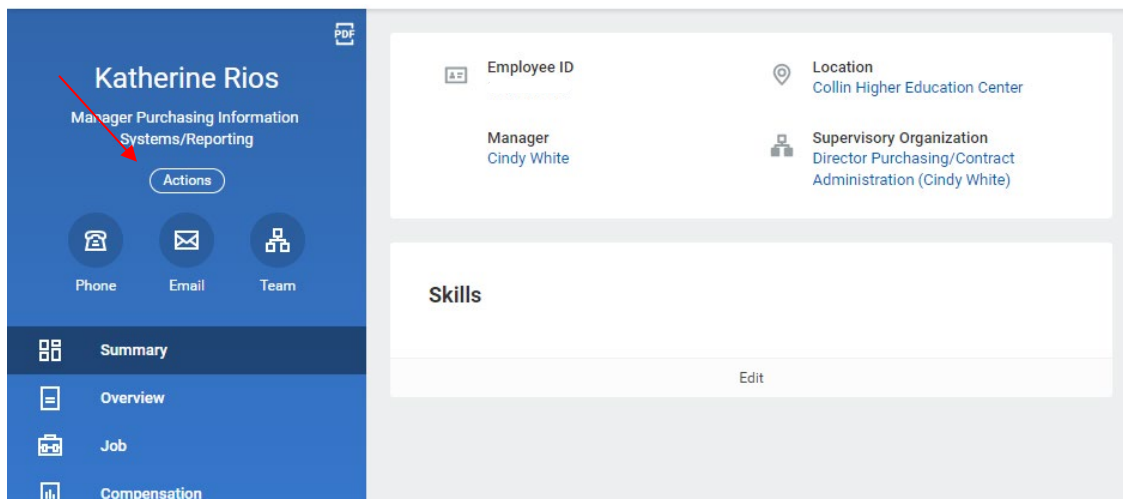 PDF
Katherine Rios
Manager Purchasing Information
Systems/Reporting
Actions
Phone
Email
Team
Summary
Overview
Job
Compensation
Employee ID
Location
Collin Higher Education Center
Manager
Cindy White
Supervisory Organization
Director Purchasing/Contract
Administration (Cindy White)
Skills
Edit